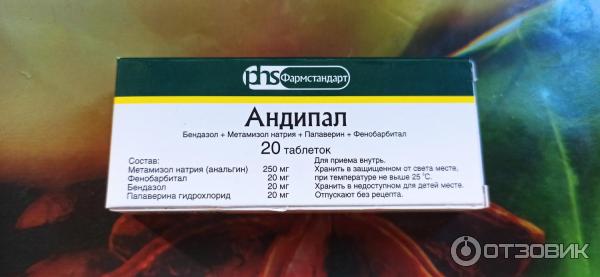 phs Фармстандарт
Андипал
Бендазол + Метамизол натрия + Папаверин + Фенобарбитал
20 таблеток
Состав:
Метамизол натрия (анальгин) 250 мг
Фенобарбитал 20 мг
Бендазол 20 мг
Папаверина гидрохлорид 20 мг
Для приема внутрь.
Хранить в защищенном от света месте,
при температуре не выше 25 °С.
Хранить в недоступном для детей месте.
Отпускают без рецепта.
ОТЗОВИК